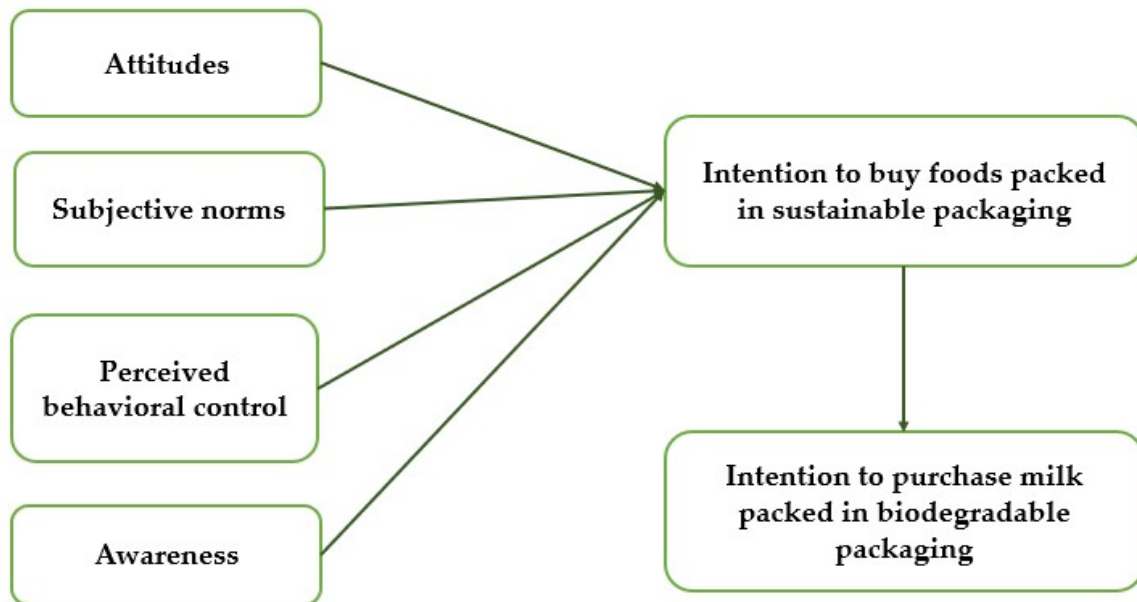 Attitudes
Subjective norms
Perceived
behavioral control
Awareness
Intention to buy foods packed
in sustainable packaging
Intention to purchase milk
packed in biodegradable
packaging